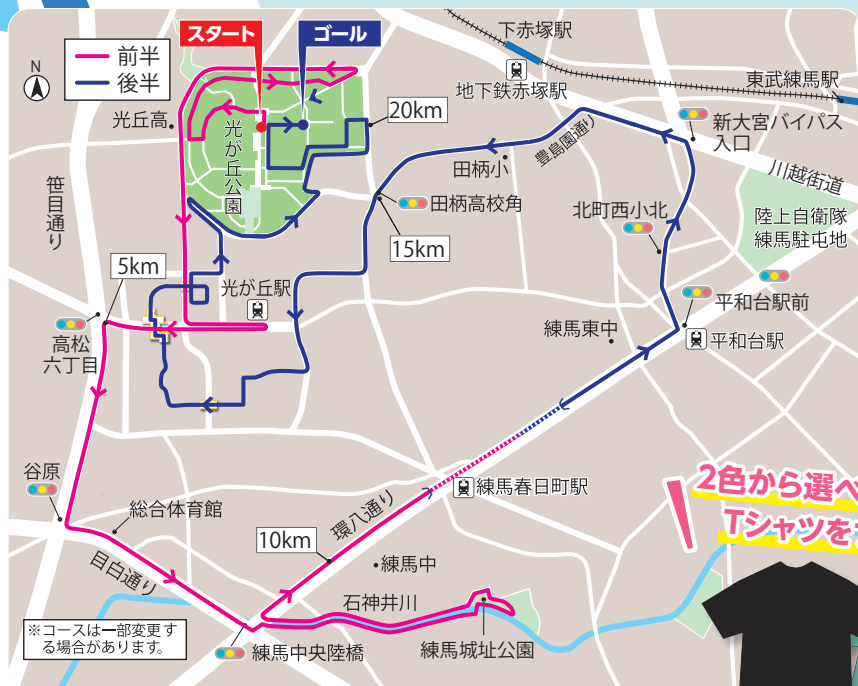 N
前半
後半
スタート
ゴール
下赤塚駅
地下鉄赤塚駅
東武練馬駅
光丘高
光が丘公園
20km
新大宮バイパス
入口
豊島園通り
川越街道
田柄小
笹目通り
田柄高校角
北町西小北
陸上自衛隊
練馬駐屯地
15km
5km
光が丘駅
平和台駅前
高松
六丁目
練馬東中
平和台駅
谷原
総合体育館
環八通り
練馬春日町駅
2色から選べ
Tシャツを
10km
練馬中
目白通り
石神井川
※コースは一部変更す
る場合があります。
練馬中央陸橋
練馬城址公園